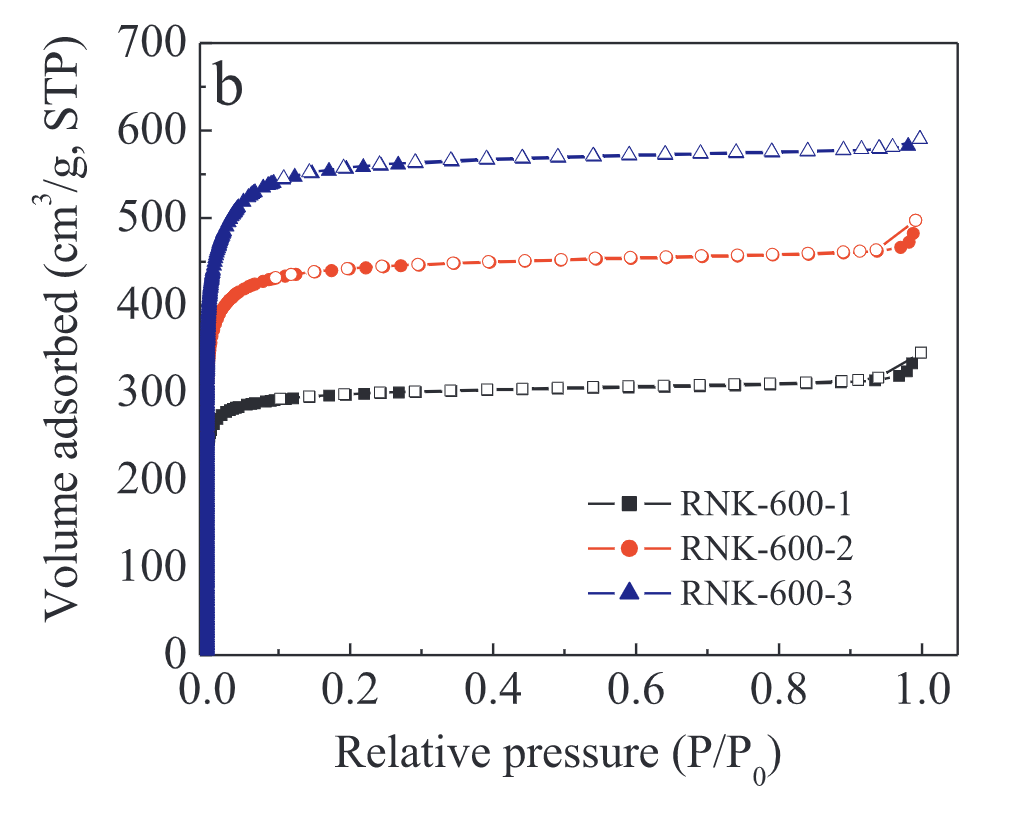 b
Volume adsorbed (cm³/g, STP)
700
600
500
400
300
200
100
0
RNK-600-1
RNK-600-2
RNK-600-3
0.0 0.2 0.4 0.6 0.8 1.0
Relative pressure (P/P₀)